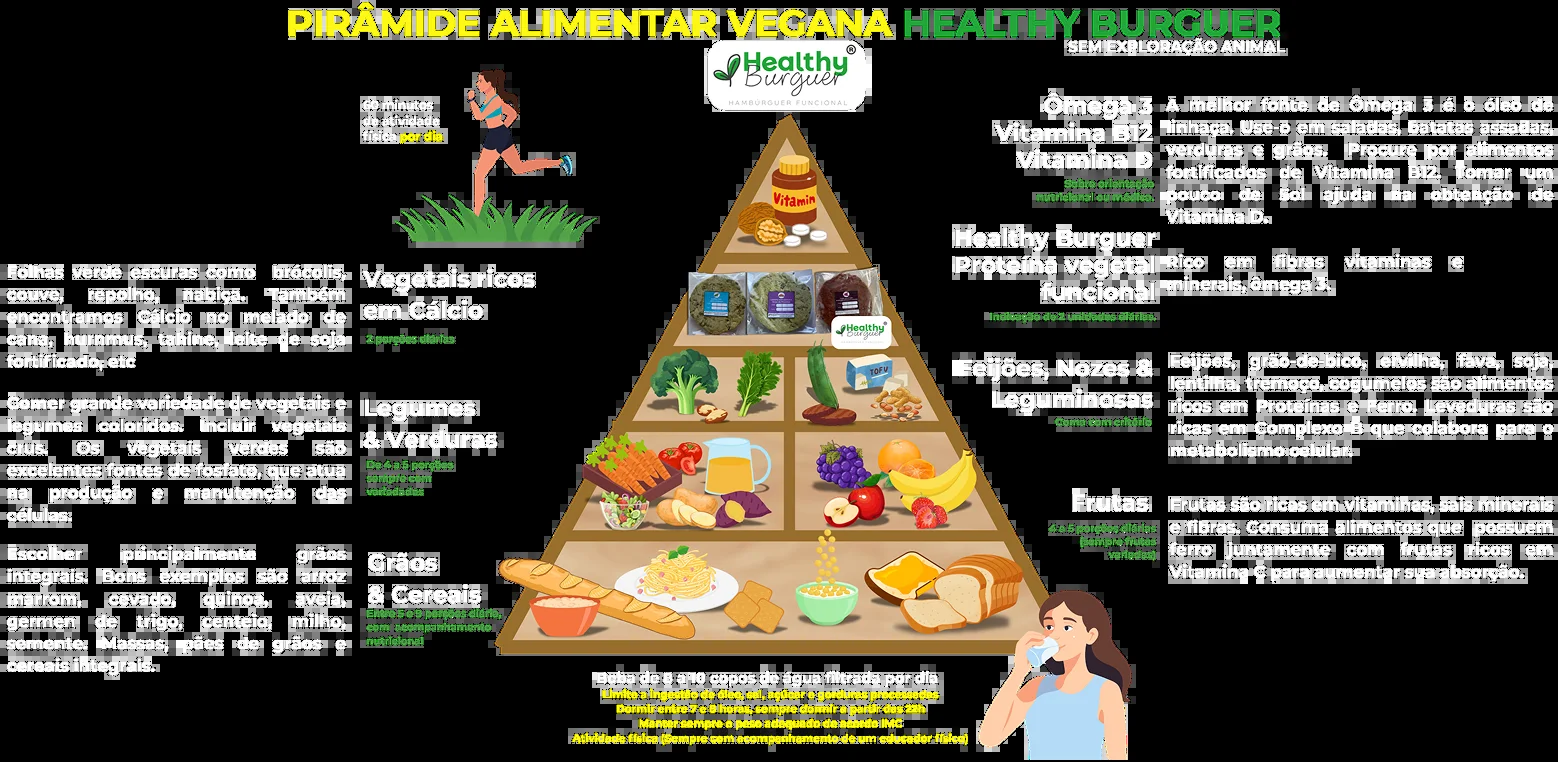 PIRÂMIDE ALIMENTAR VEGANA HEALTHY BURGUER
SEM EXPLORAÇÃO ANIMAL
Healthy®
Burguer
HAMBÚRGUER FUNCIONAL
60 minutos
de atividade
física por dia
Folhas verde escuras como brócolis,
couve, repolho, nabiça. Também
encontramos Cálcio no melado de
cana, hummus, tahine, leite de soja
fortificado, etc
Vegetais ricos
em Cálcio
2 porções diárias
Comer grande variedade de vegetais e
legumes coloridos. Incluir vegetais
crus. Os vegetais verdes são
excelentes fontes de fosfato, que atua
na produção e manutenção das
células.
Legumes
& Verduras
De 4 a 5 porções
sempre com
variedades
Escolher principalmente grãos
integrais. Bons exemplos são arroz
marrom, cevada, quinoa, aveia,
germen de trigo, centeio, milho,
semente. Massas, pães de grãos e
cereais integrais.
Grãos
& Cereais
Entre 5 e 9 porções diária,
com acompanhamento
nutricional
Vitamin
Healthy
Burguer
TOFU
Ômega 3
Vitamina B12
Vitamina D
Sobre orientação
nutricional ou médica.
A melhor fonte de Ômega 3 é o óleo de
linhaça. Use-o em saladas, batatas assadas,
verduras e grãos. Procure por alimentos
fortificados de Vitamina B12. Tomar um
pouco de Sol ajuda na obtenção de
Vitamina D.
Healthy Burguer
Proteína vegetal
funcional
Indicação de 2 unidades diárias.
Rico em fibras vitaminas e
minerais, ômega 3.
Feijões, Nozes &
Leguminosas
Coma com critério
Feijões, grão-de-bico, ervilha, fava, soja,
lentilha, tremoço, cogumelos são alimentos
ricos em Proteínas e Ferro. Leveduras são
ricas em Complexo B que colabora para o
metabolismo celular.
Frutas
4 a 5 porções diárias
(sempre frutas
variadas)
Frutas são ricas em vitaminas, sais minerais
e fibras. Consuma alimentos que possuem
ferro juntamente com frutas ricos em
Vitamina C para aumentar sua absorção.
*Beba de 8 a 10 copos de água filtrada por dia
Limite a ingestão de óleo, sal, açúcar e gorduras processadas
Dormir entre 7 e 9 horas, sempre dormir a partir das 22h
Manter sempre o peso adequado de acordo IMC
Atividade física (Sempre com acompanhamento de um educador físico)